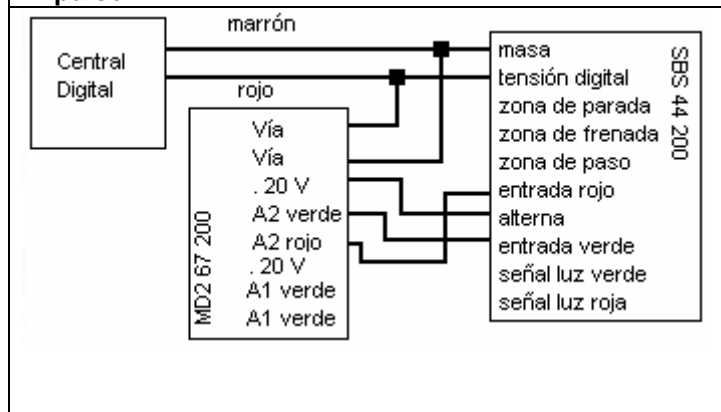 marrón
Central
Digital
rojo
Vía
Vía
. 20 V
A2 verde
A2 rojo
. 20 V
A1 verde
A1 verde
MD2 67 200
masa
tensión digital
zona de parada
zona de frenada
zona de paso
entrada rojo
alterna
entrada verde
señal luz verde
señal luz roja
SBS 44 200